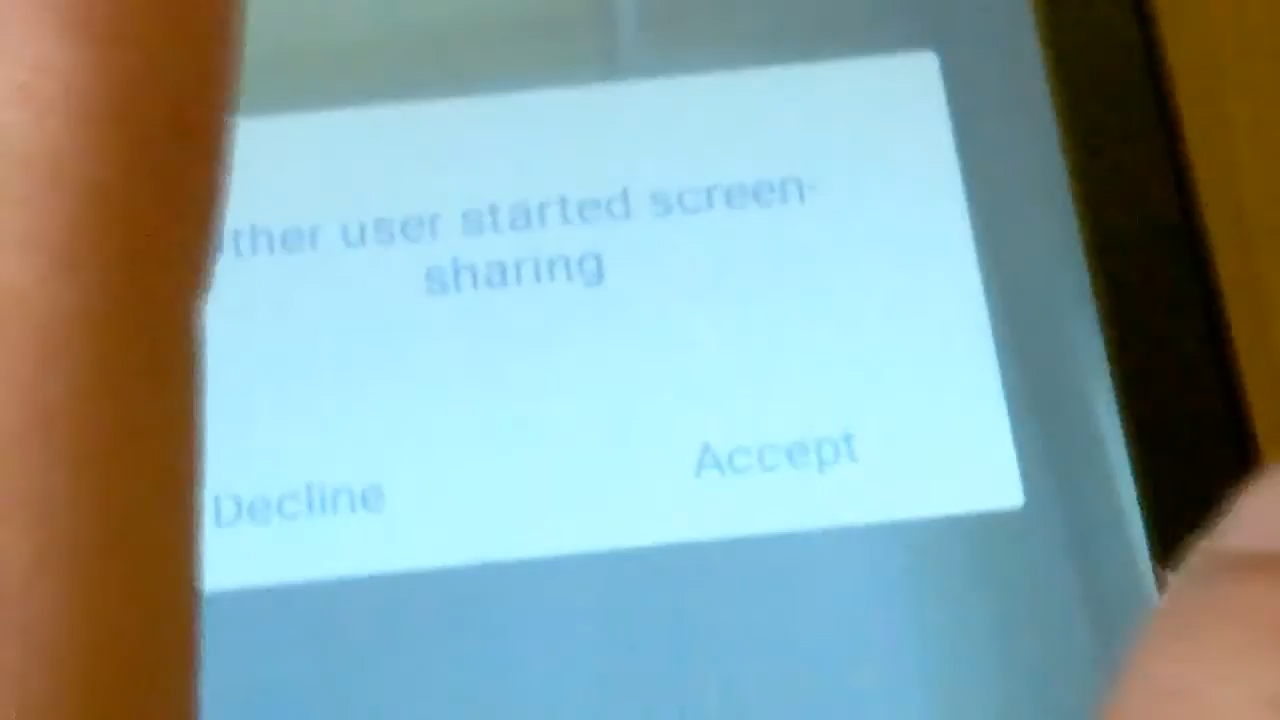 ther user started screen-
sharing
Decline
Accept